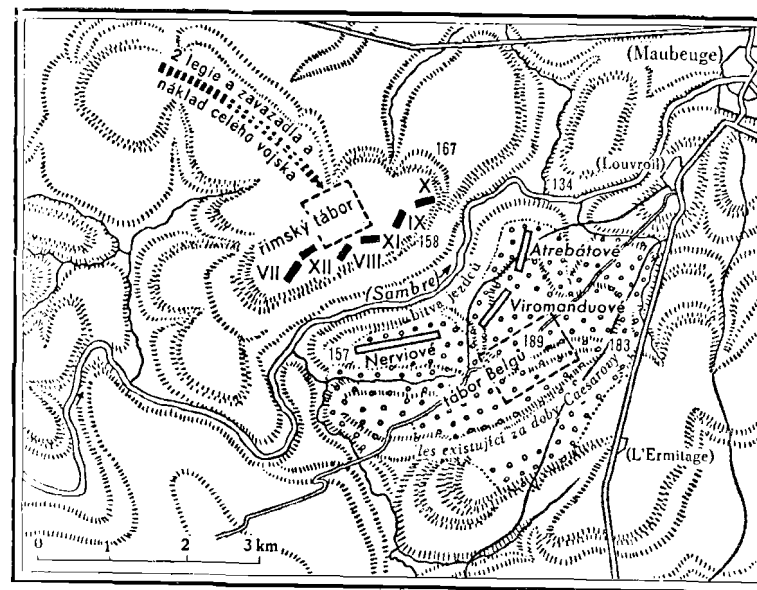 (Maubeuge)
2 legie a zavazadla a
náklad celého vojska
167
(Louvroil)
X
134
římský tábor
IX
XI
158
Atrebátové
VII
XII
VIII
(Sambre)
bitva jezdců
Viromanduové
157
Nerviové
189
183
tábor Belgů
les existující za doby Caesarovy
(L'Ermitage)
0 1 2 3 km